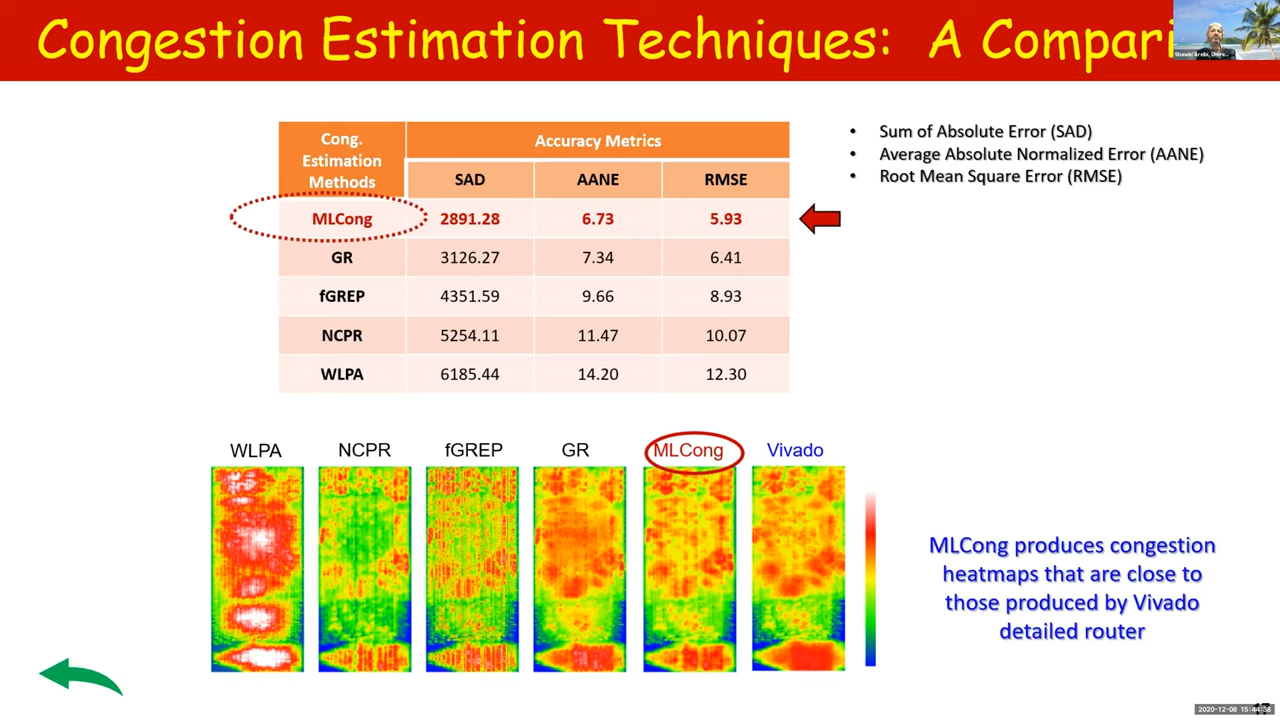 Congestion Estimation Techniques: A Compari
Cong.
Estimation
Methods
Accuracy Metrics
SAD AANE RMSE
MLCong 2891.28 6.73 5.93
GR 3126.27 7.34 6.41
fGREP 4351.59 9.66 8.93
NCPR 5254.11 11.47 10.07
WLPA 6185.44 14.20 12.30
• Sum of Absolute Error (SAD)
• Average Absolute Normalized Error (AANE)
• Root Mean Square Error (RMSE)
WLPA NCPR fGREP GR MLCong Vivado
MLCong produces congestion
heatmaps that are close to
those produced by Vivado
detailed router
17
2020-12-08 15:44:38